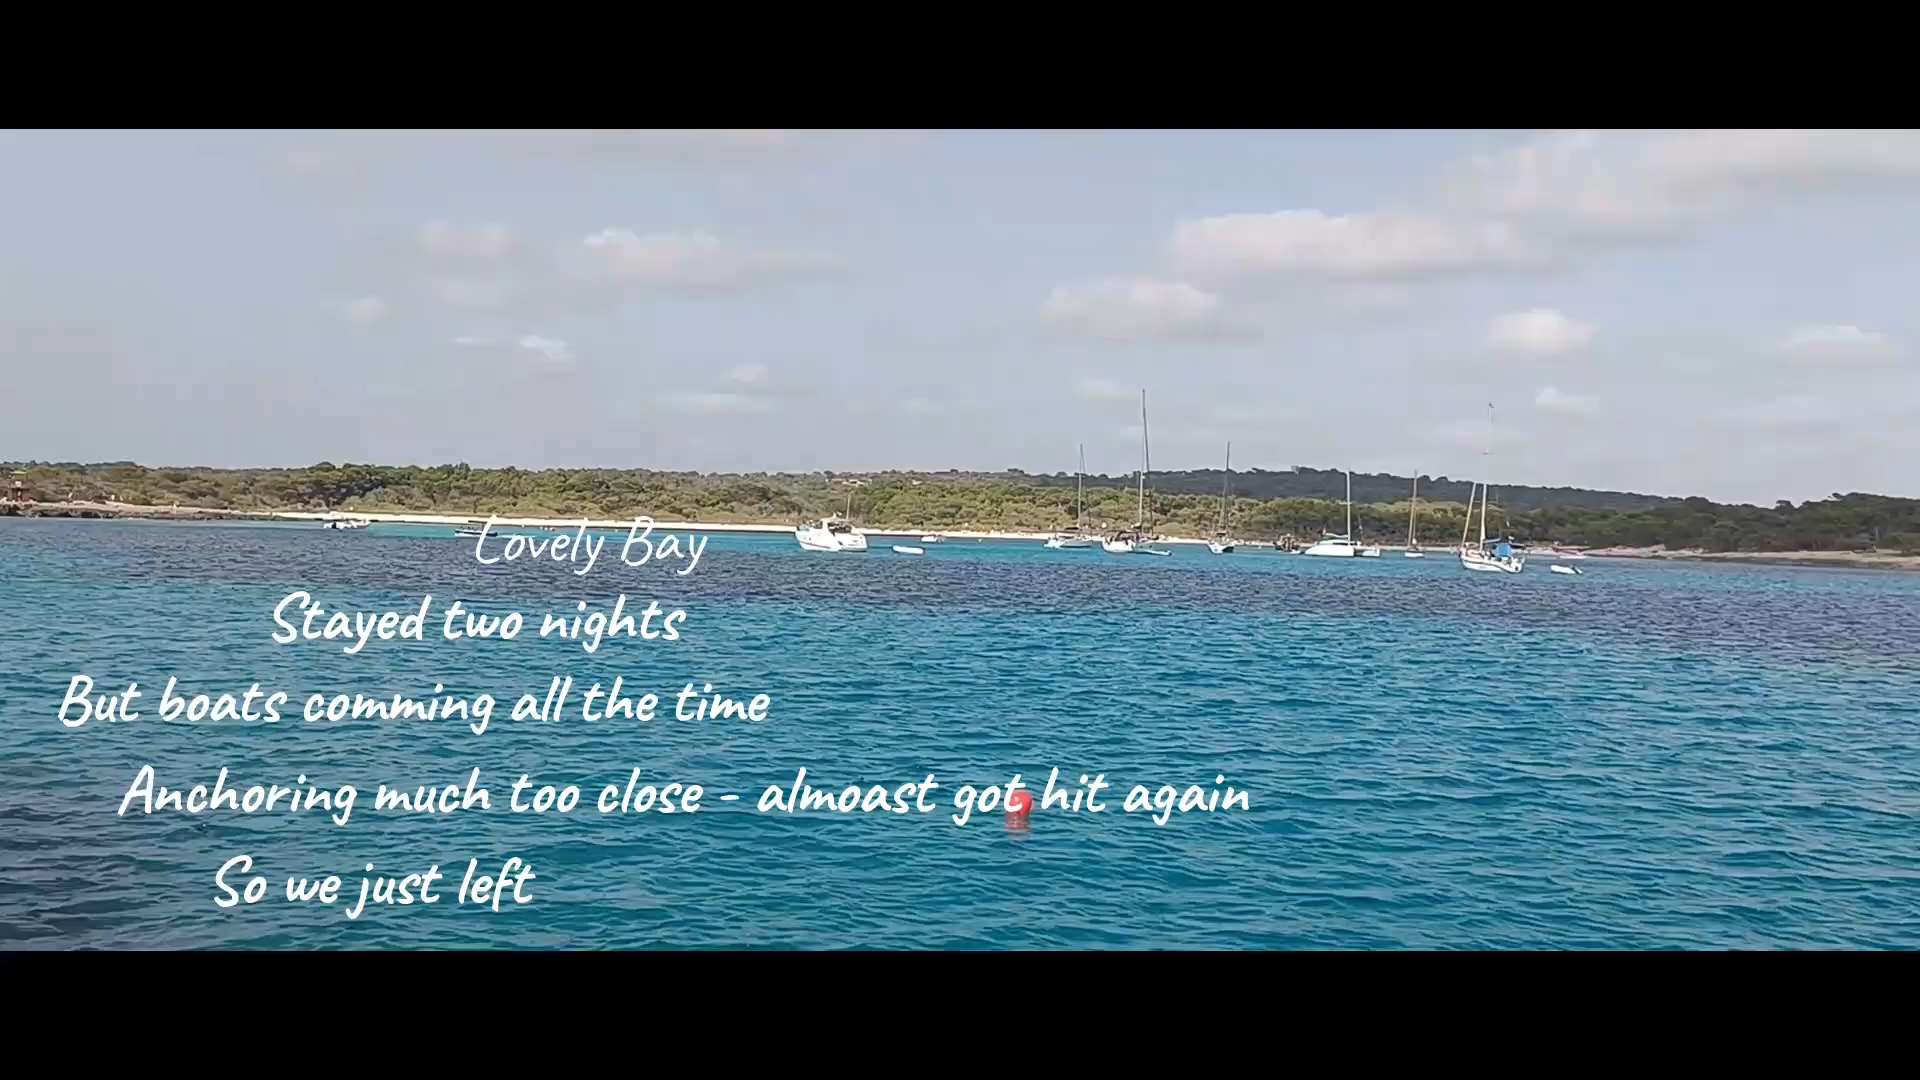 Lovely Bay
Stayed two nights
But boats comming all the time
Anchoring much too close - almoast got hit again
So we just left